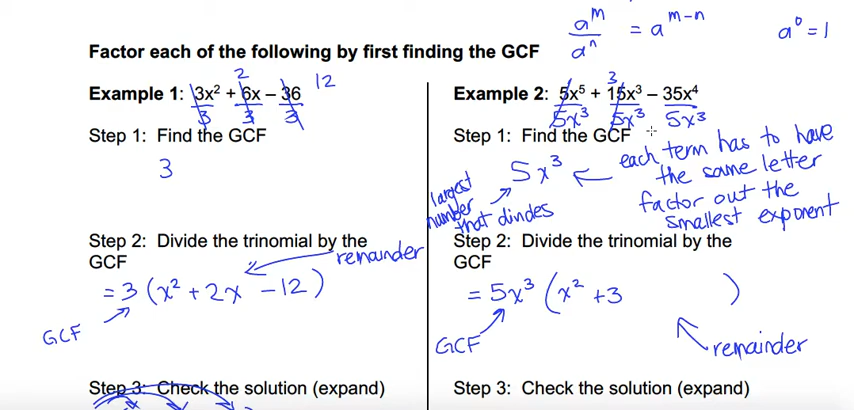 a^m / a^n = a^(m-n)    a^0 = 1
Factor each of the following by first finding the GCF
Example 1: 3x² + 6x – 36
2    12
3    3    3
Step 1: Find the GCF
3
Step 2: Divide the trinomial by the
GCF
remainder
= 3 (x² + 2x - 12)
GCF
Step 3: Check the solution (expand)
Example 2: 5x⁵ + 15x³ – 35x⁴
3
5x³    5x³    5x³
Step 1: Find the GCF
5x³
each term has to have
the same letter
factor out the
smallest exponent
largest
number
that divides
Step 2: Divide the trinomial by the
GCF
= 5x³ (x² + 3    )
GCF
remainder
Step 3: Check the solution (expand)